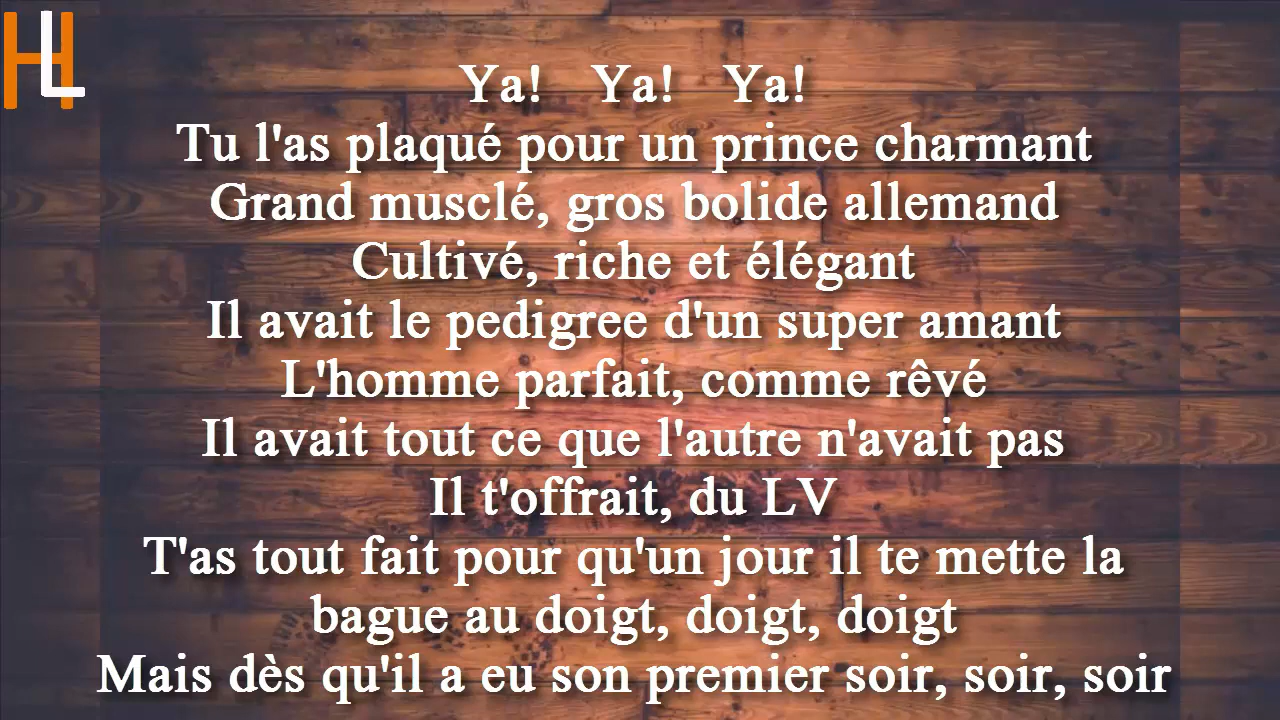 HL
Ya! Ya! Ya!
Tu l'as plaqué pour un prince charmant
Grand musclé, gros bolide allemand
Cultivé, riche et élégant
Il avait le pedigree d'un super amant
L'homme parfait, comme rêvé
Il avait tout ce que l'autre n'avait pas
Il t'offrait, du LV
T'as tout fait pour qu'un jour il te mette la
bague au doigt, doigt, doigt
Mais dès qu'il a eu son premier soir, soir, soir